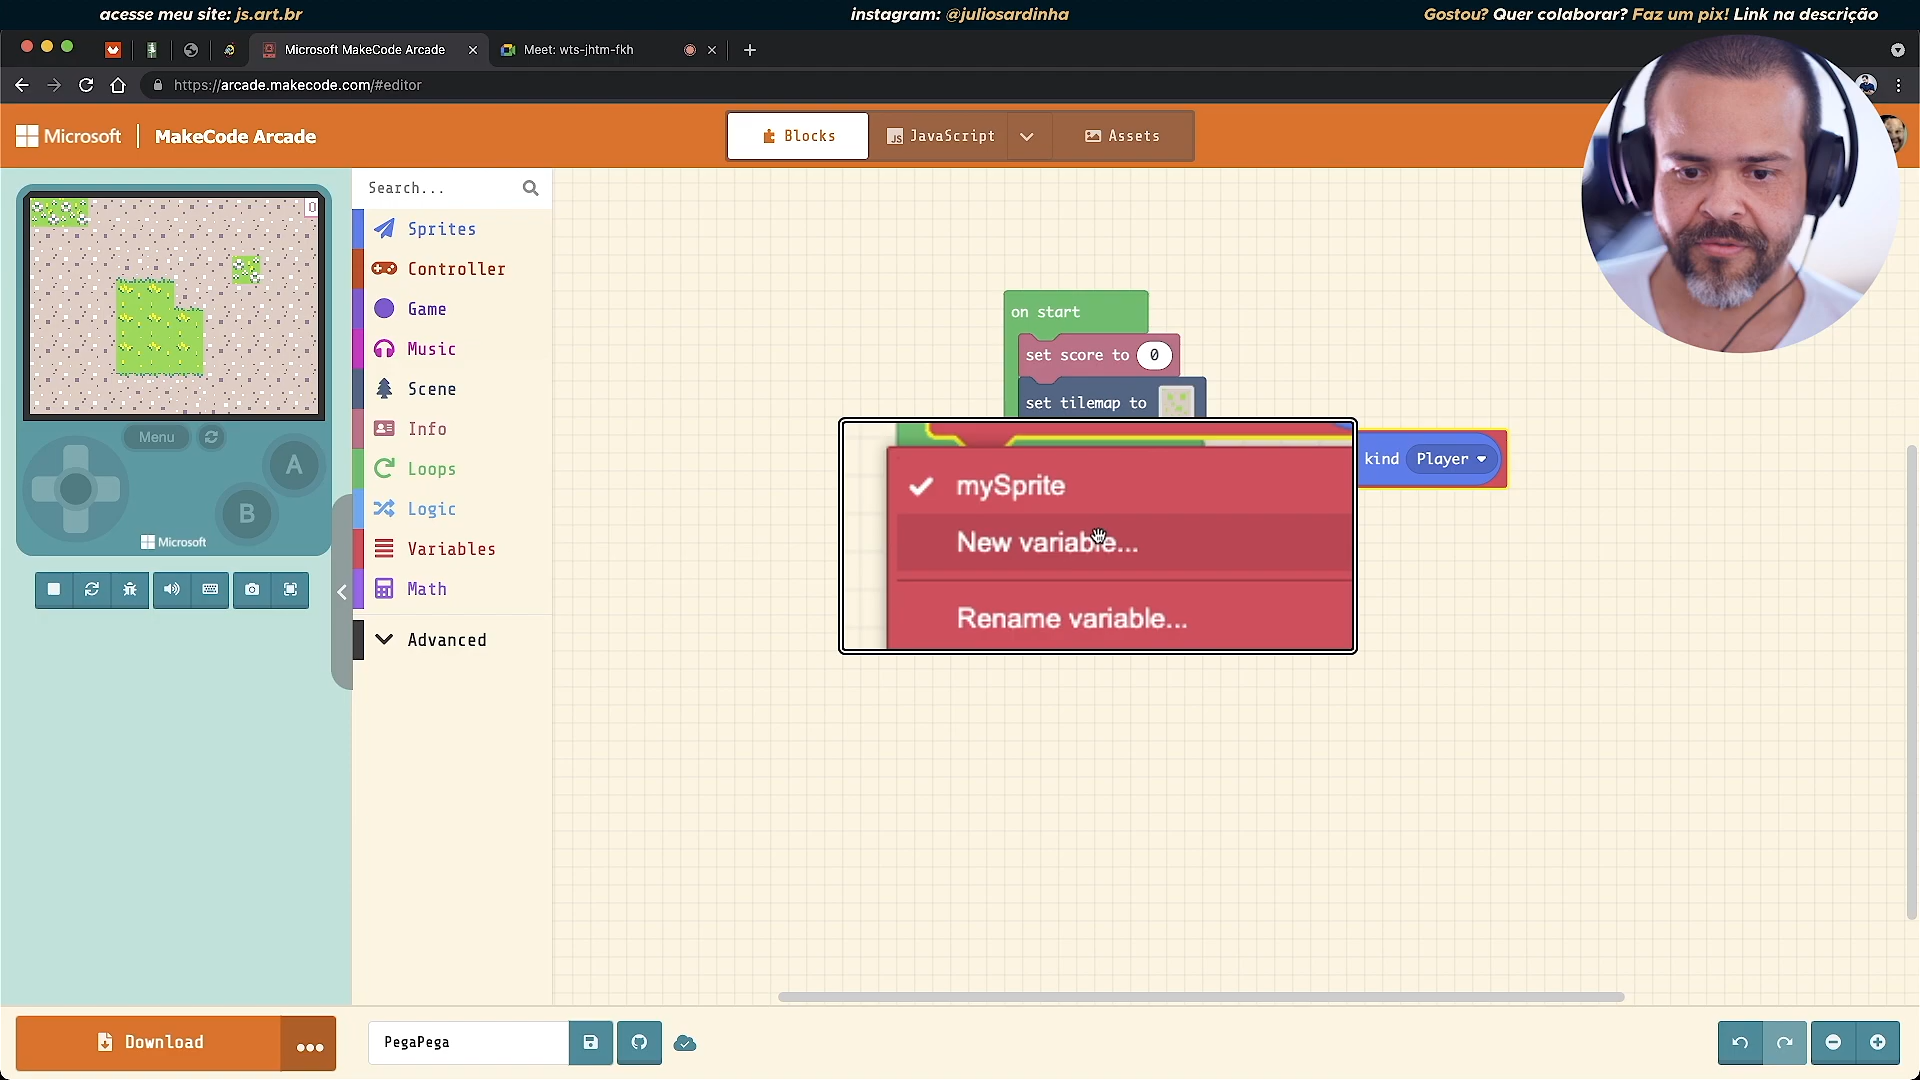 acesse meu site: js.art.br
instagram: @juliosardinha
Gostou? Quer colaborar? Faz um pix! Link na descrição
Microsoft MakeCode Arcade
Meet: wts-jhtm-fkh
https://arcade.makecode.com/#editor
Microsoft
MakeCode Arcade
Blocks
JS JavaScript
Assets
0
Menu
A
B
Microsoft
Search...
Sprites
Controller
Game
Music
Scene
Info
Loops
Logic
Variables
Math
Advanced
on start
set score to 0
set tilemap to
kind Player
mySprite
New variable...
Rename variable...
Download
PegaPega